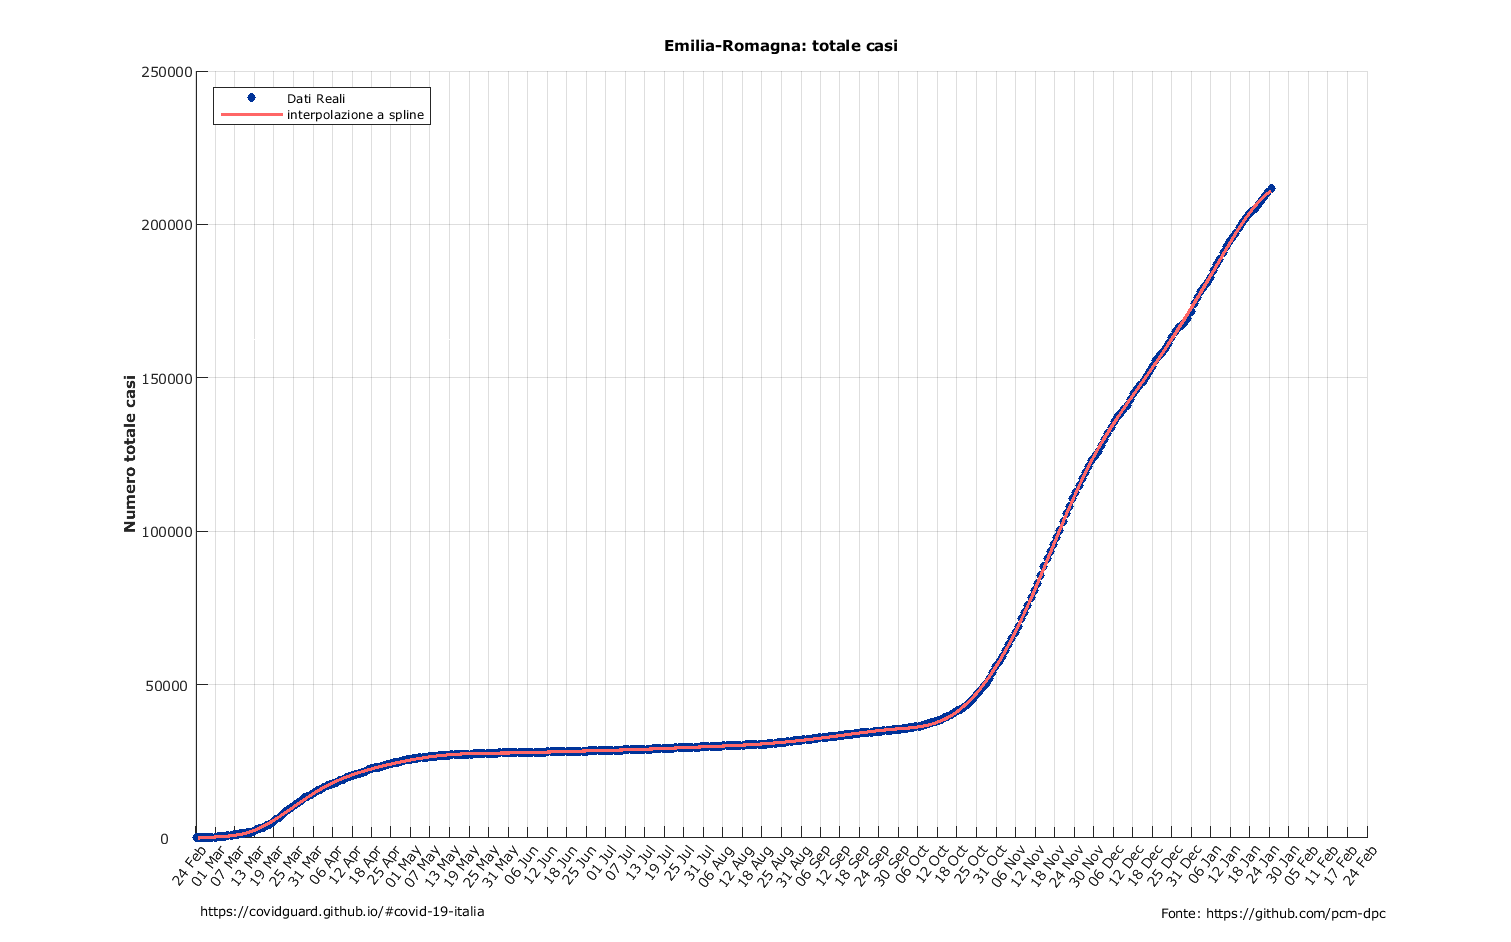 Emilia-Romagna: totale casi
250000
200000
150000
100000
50000
0
Numero totale casi
Dati Reali
interpolazione a spline
24 Feb
01 Mar
07 Mar
13 Mar
19 Mar
25 Mar
31 Mar
06 Apr
12 Apr
18 Apr
25 Apr
01 May
07 May
13 May
19 May
25 May
31 May
06 Jun
12 Jun
18 Jun
25 Jun
01 Jul
07 Jul
13 Jul
19 Jul
25 Jul
31 Jul
06 Aug
12 Aug
18 Aug
25 Aug
31 Aug
06 Sep
12 Sep
18 Sep
24 Sep
30 Sep
06 Oct
12 Oct
18 Oct
25 Oct
31 Oct
06 Nov
12 Nov
18 Nov
24 Nov
30 Nov
06 Dec
12 Dec
18 Dec
25 Dec
31 Dec
06 Jan
12 Jan
18 Jan
24 Jan
30 Jan
05 Feb
11 Feb
17 Feb
24 Feb
https://covidguard.github.io/#covid-19-italia
Fonte: https://github.com/pcm-dpc